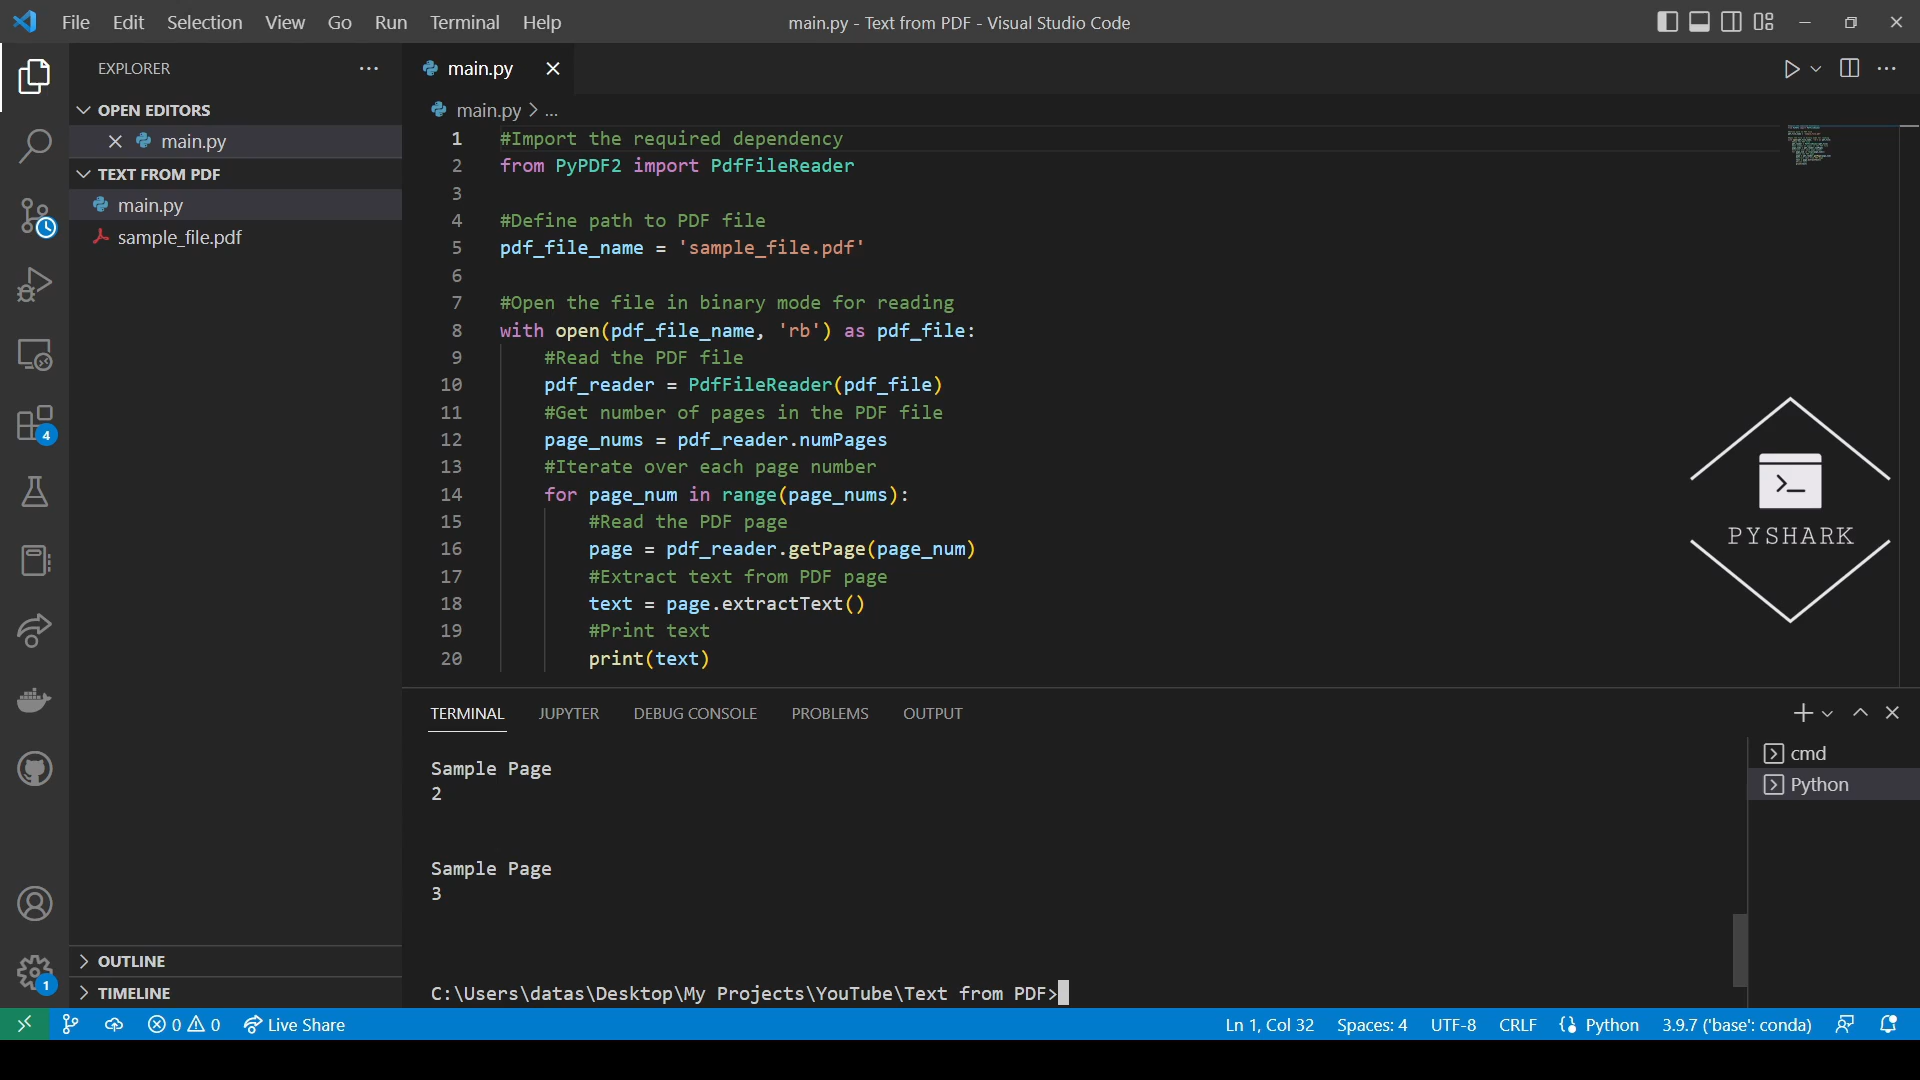 File Edit Selection View Go Run Terminal Help
main.py - Text from PDF - Visual Studio Code
EXPLORER
OPEN EDITORS
main.py
TEXT FROM PDF
main.py
sample_file.pdf
OUTLINE
TIMELINE
4
1
main.py
main.py > ...
1 #Import the required dependency
2 from PyPDF2 import PdfFileReader
3
4 #Define path to PDF file
5 pdf_file_name = 'sample_file.pdf'
6
7 #Open the file in binary mode for reading
8 with open(pdf_file_name, 'rb') as pdf_file:
9 #Read the PDF file
10 pdf_reader = PdfFileReader(pdf_file)
11 #Get number of pages in the PDF file
12 page_nums = pdf_reader.numPages
13 #Iterate over each page number
14 for page_num in range(page_nums):
15 #Read the PDF page
16 page = pdf_reader.getPage(page_num)
17 #Extract text from PDF page
18 text = page.extractText()
19 #Print text
20 print(text)
PYSHARK
TERMINAL JUPYTER DEBUG CONSOLE PROBLEMS OUTPUT
Sample Page
2
Sample Page
3
C:\Users\datas\Desktop\My Projects\YouTube\Text from PDF>
cmd
Python
0 0 Live Share
Ln 1, Col 32 Spaces: 4 UTF-8 CRLF Python 3.9.7 ('base': conda)